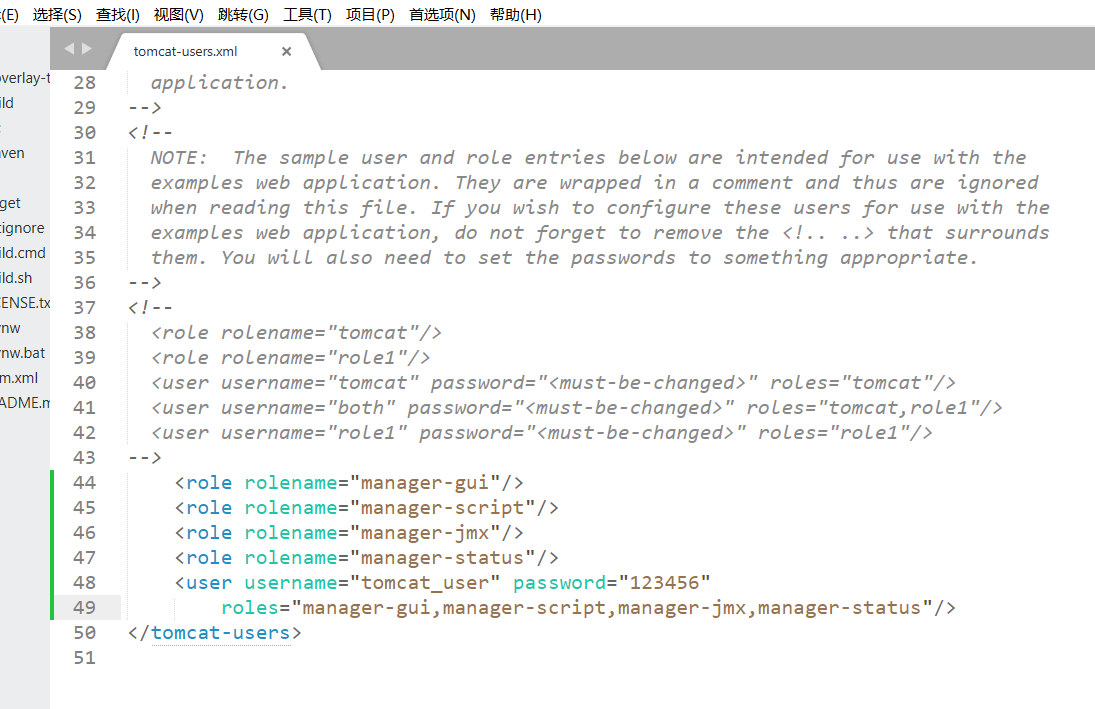 (E) 选择(S) 查找(I) 视图(V) 跳转(G) 工具(T) 项目(P) 首选项(N) 帮助(H)
tomcat-users.xml ×
verlay-t
ild
ven
get
ignore
ild.cmd
ild.sh
ENSE.tx
nw
nw.bat
m.xml
ADME.m
28 application.
29 -->
30 <!--
31 NOTE:  The sample user and role entries below are intended for use with the
32 examples web application. They are wrapped in a comment and thus are ignored
33 when reading this file. If you wish to configure these users for use with the
34 examples web application, do not forget to remove the <!.. ..> that surrounds
35 them. You will also need to set the passwords to something appropriate.
36 -->
37 <!--
38 <role rolename="tomcat"/>
39 <role rolename="role1"/>
40 <user username="tomcat" password="<must-be-changed>" roles="tomcat"/>
41 <user username="both" password="<must-be-changed>" roles="tomcat,role1"/>
42 <user username="role1" password="<must-be-changed>" roles="role1"/>
43 -->
44 <role rolename="manager-gui"/>
45 <role rolename="manager-script"/>
46 <role rolename="manager-jmx"/>
47 <role rolename="manager-status"/>
48 <user username="tomcat_user" password="123456"
49 roles="manager-gui,manager-script,manager-jmx,manager-status"/>
50 </tomcat-users>
51